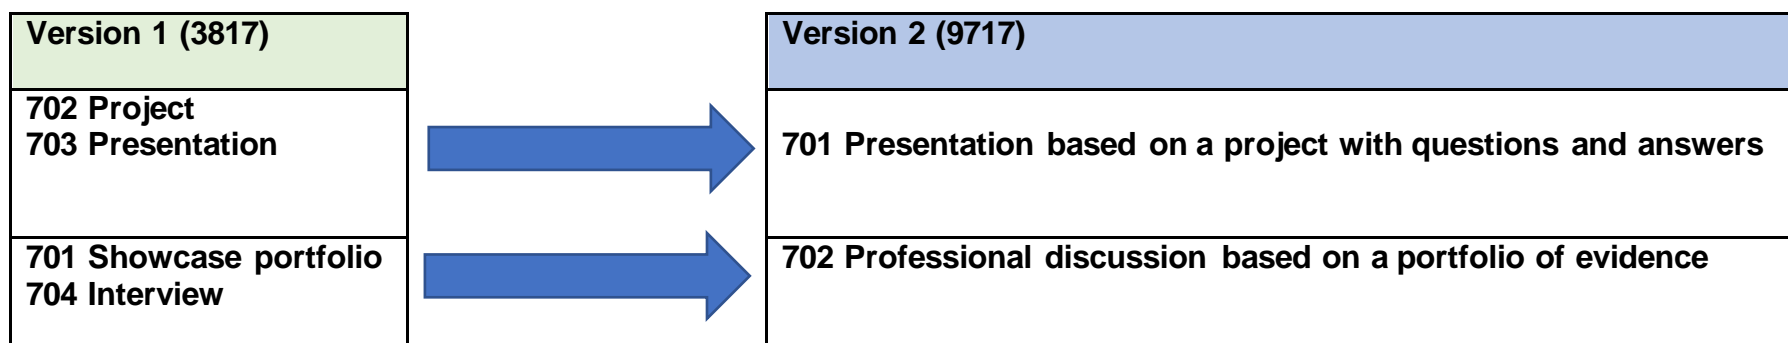 Version 1 (3817)
Version 2 (9717)
702 Project
703 Presentation
701 Presentation based on a project with questions and answers
701 Showcase portfolio
704 Interview
702 Professional discussion based on a portfolio of evidence